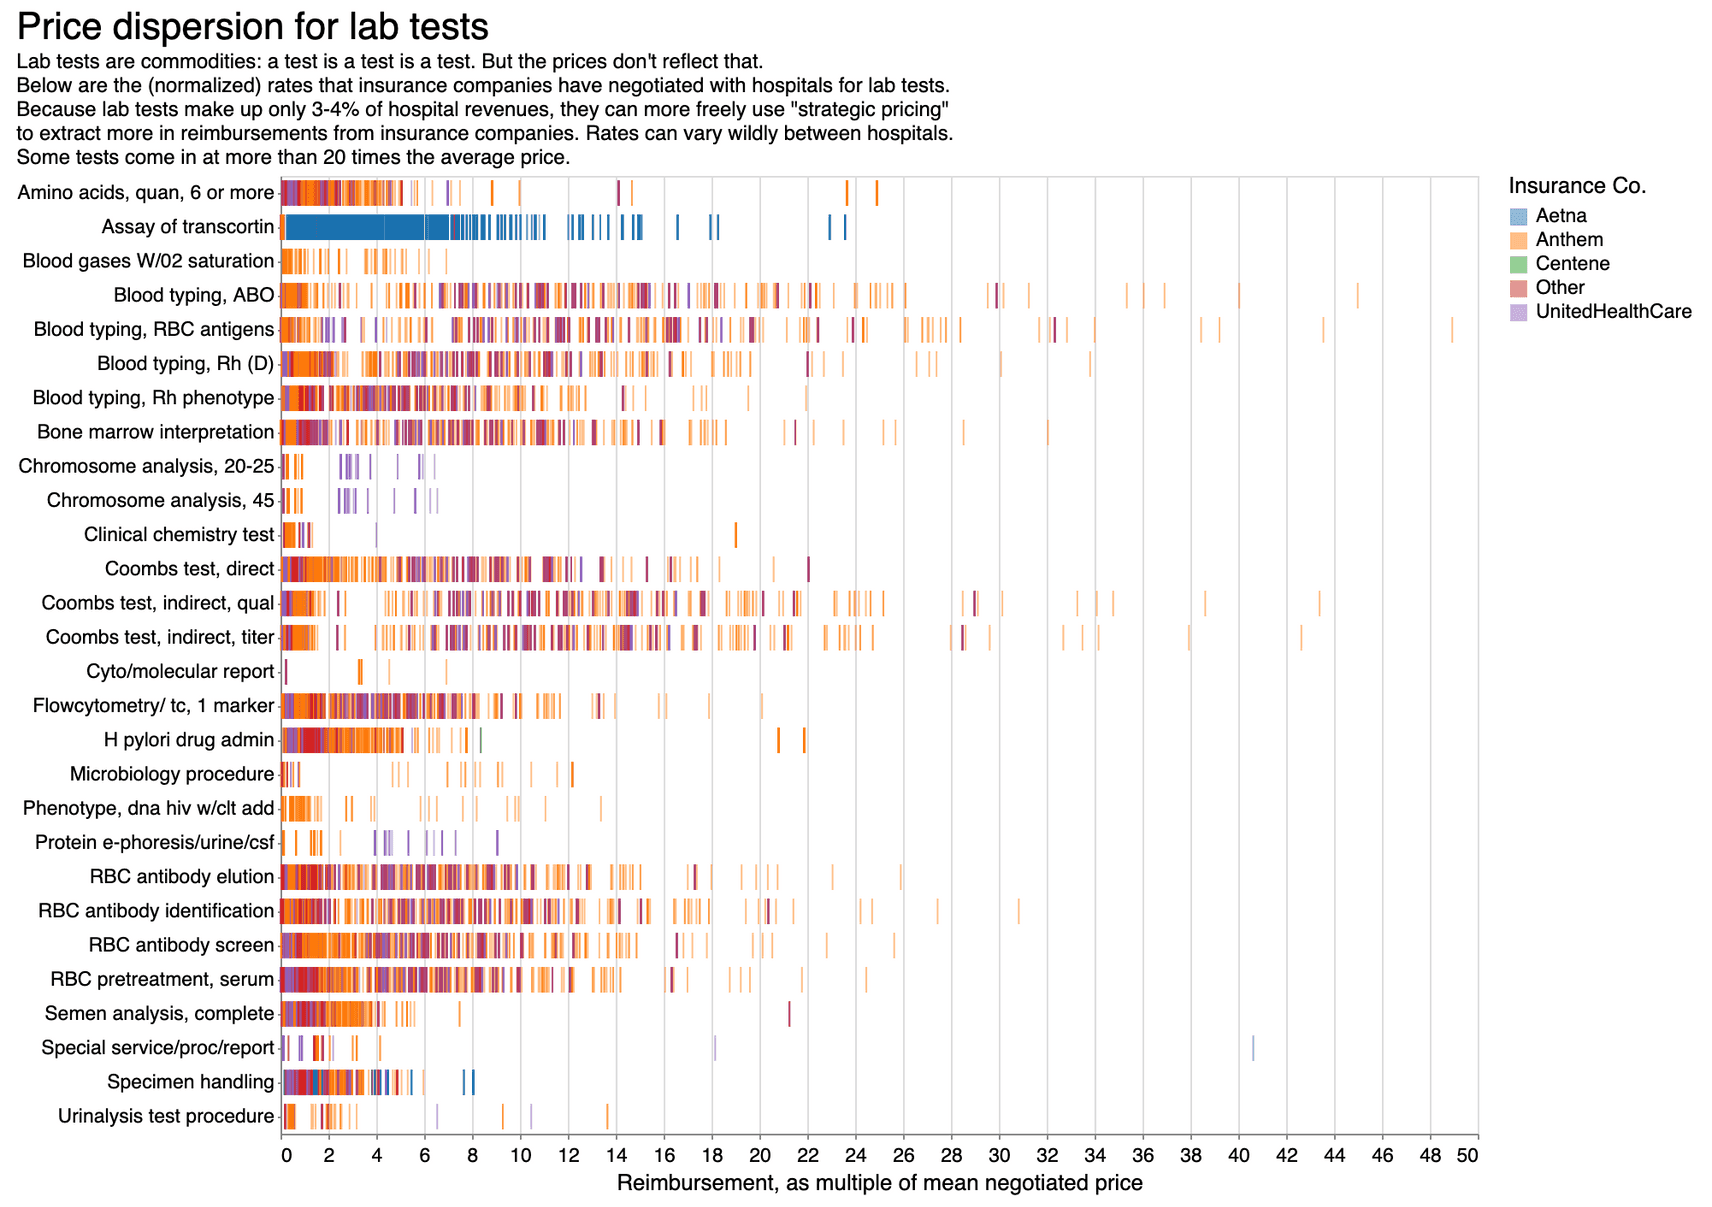 Price dispersion for lab tests
Lab tests are commodities: a test is a test is a test. But the prices don't reflect that.
Below are the (normalized) rates that insurance companies have negotiated with hospitals for lab tests.
Because lab tests make up only 3-4% of hospital revenues, they can more freely use "strategic pricing"
to extract more in reimbursements from insurance companies. Rates can vary wildly between hospitals.
Some tests come in at more than 20 times the average price.
Amino acids, quan, 6 or more
Assay of transcortin
Blood gases W/02 saturation
Blood typing, ABO
Blood typing, RBC antigens
Blood typing, Rh (D)
Blood typing, Rh phenotype
Bone marrow interpretation
Chromosome analysis, 20-25
Chromosome analysis, 45
Clinical chemistry test
Coombs test, direct
Coombs test, indirect, qual
Coombs test, indirect, titer
Cyto/molecular report
Flowcytometry/ tc, 1 marker
H pylori drug admin
Microbiology procedure
Phenotype, dna hiv w/clt add
Protein e-phoresis/urine/csf
RBC antibody elution
RBC antibody identification
RBC antibody screen
RBC pretreatment, serum
Semen analysis, complete
Special service/proc/report
Specimen handling
Urinalysis test procedure
0 2 4 6 8 10 12 14 16 18 20 22 24 26 28 30 32 34 36 38 40 42 44 46 48 50
Reimbursement, as multiple of mean negotiated price
Insurance Co.
Aetna
Anthem
Centene
Other
UnitedHealthCare